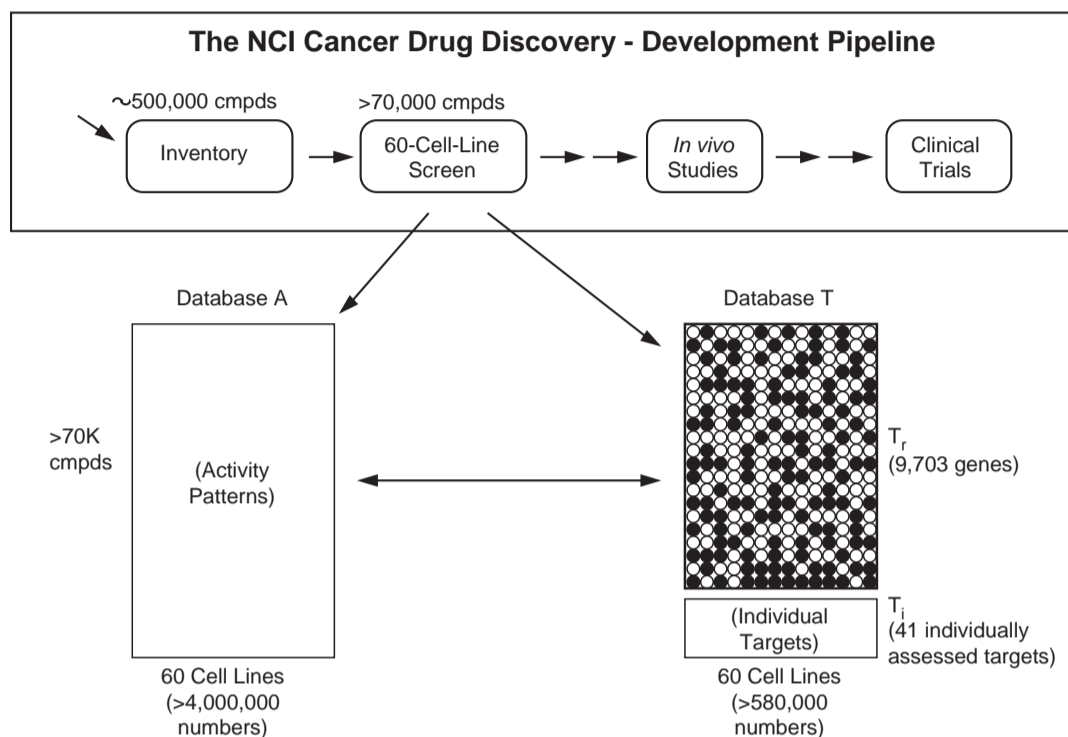 The NCI Cancer Drug Discovery - Development Pipeline
~500,000 cmpds
>70,000 cmpds
Inventory
60-Cell-Line
Screen
In vivo
Studies
Clinical
Trials
Database A
Database T
>70K
cmpds
(Activity
Patterns)
Tr
(9,703 genes)
(Individual
Targets)
Ti
(41 individually
assessed targets)
60 Cell Lines
(>4,000,000
numbers)
60 Cell Lines
(>580,000
numbers)